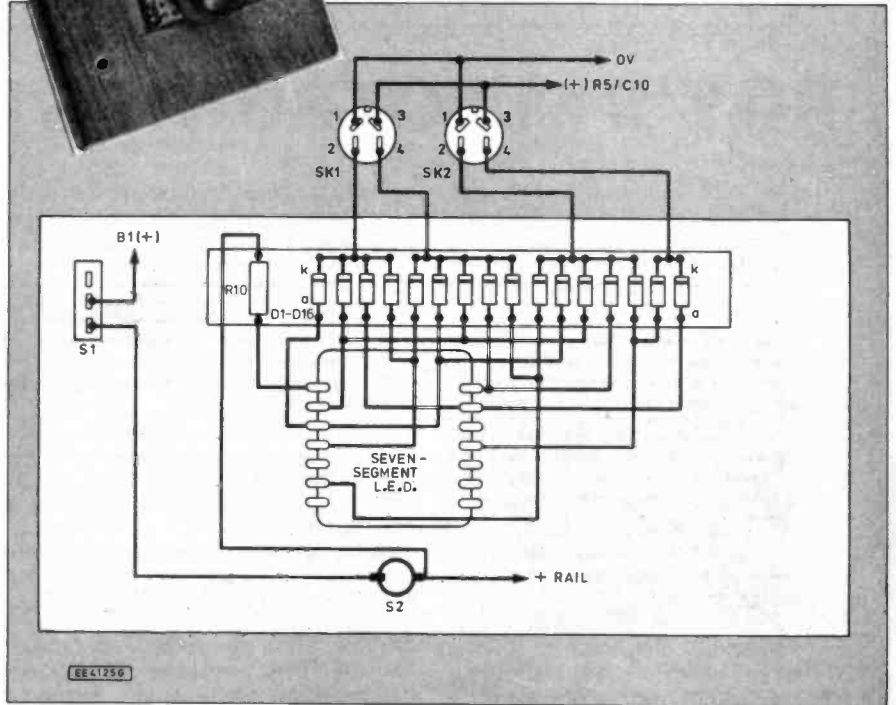 0V
(+) R5/C10
1 3
2 4
SK1
1 3
2 4
SK2
B1(+)
S1
R10
k
a
D1-D16
k
a
SEVEN-
SEGMENT
L.E.D.
S2
+ RAIL
EE4125G